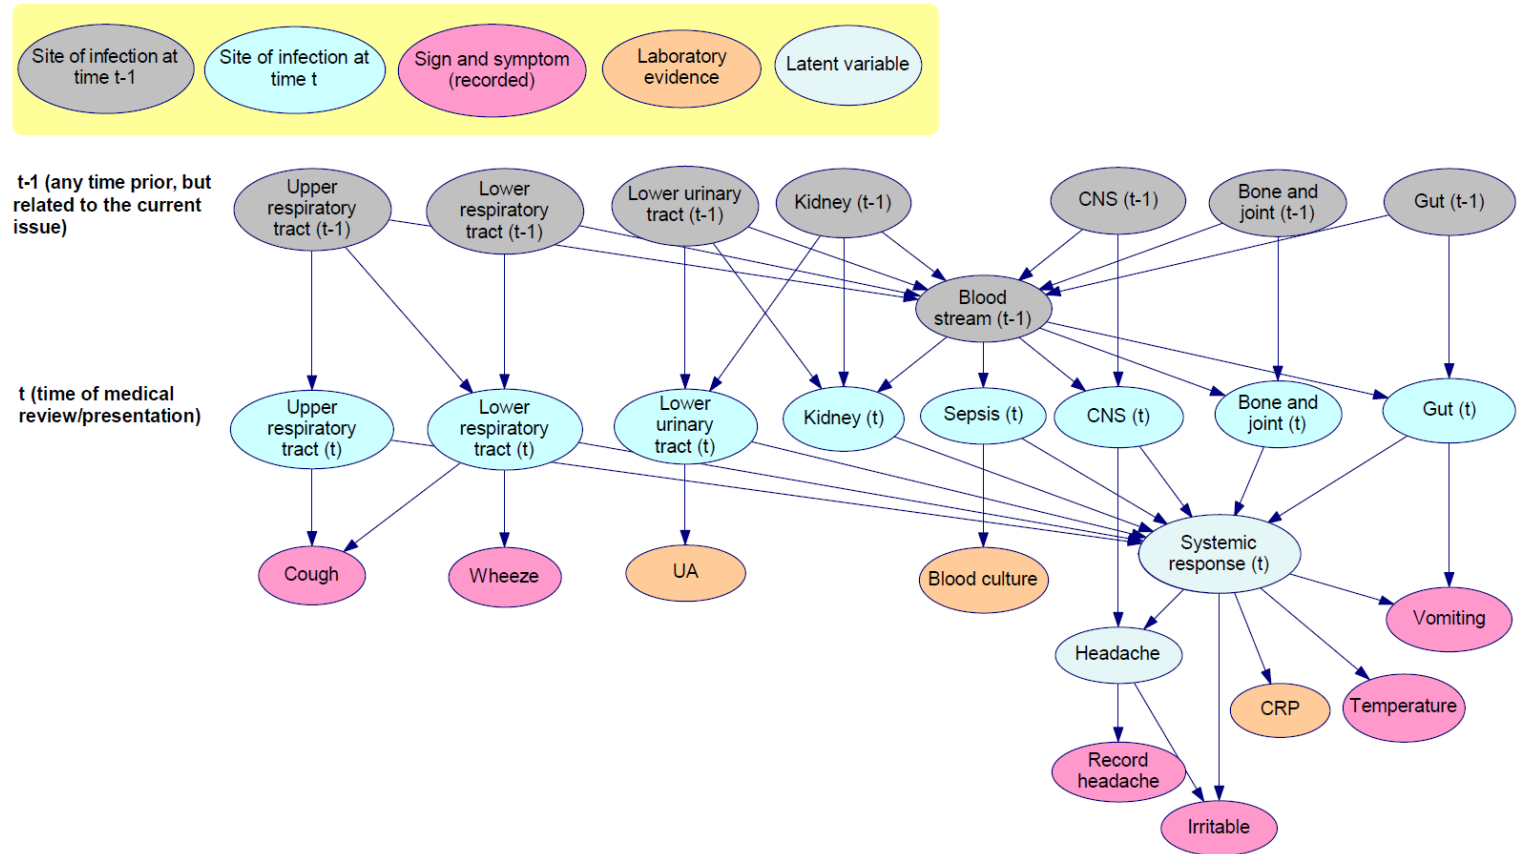 Site of infection at
time t-1
Site of infection at
time t
Sign and symptom
(recorded)
Laboratory
evidence
Latent variable
t-1 (any time prior, but
related to the current
issue)
Upper
respiratory
tract (t-1)
Lower
respiratory
tract (t-1)
Lower urinary
tract (t-1)
Kidney (t-1)
CNS (t-1)
Bone and
joint (t-1)
Gut (t-1)
Blood
stream (t-1)
t (time of medical
review/presentation)
Upper
respiratory
tract (t)
Lower
respiratory
tract (t)
Lower
urinary
tract (t)
Kidney (t)
Sepsis (t)
CNS (t)
Bone and
joint (t)
Gut (t)
Cough
Wheeze
UA
Blood culture
Systemic
response (t)
Vomiting
Headache
CRP
Temperature
Record
headache
Irritable